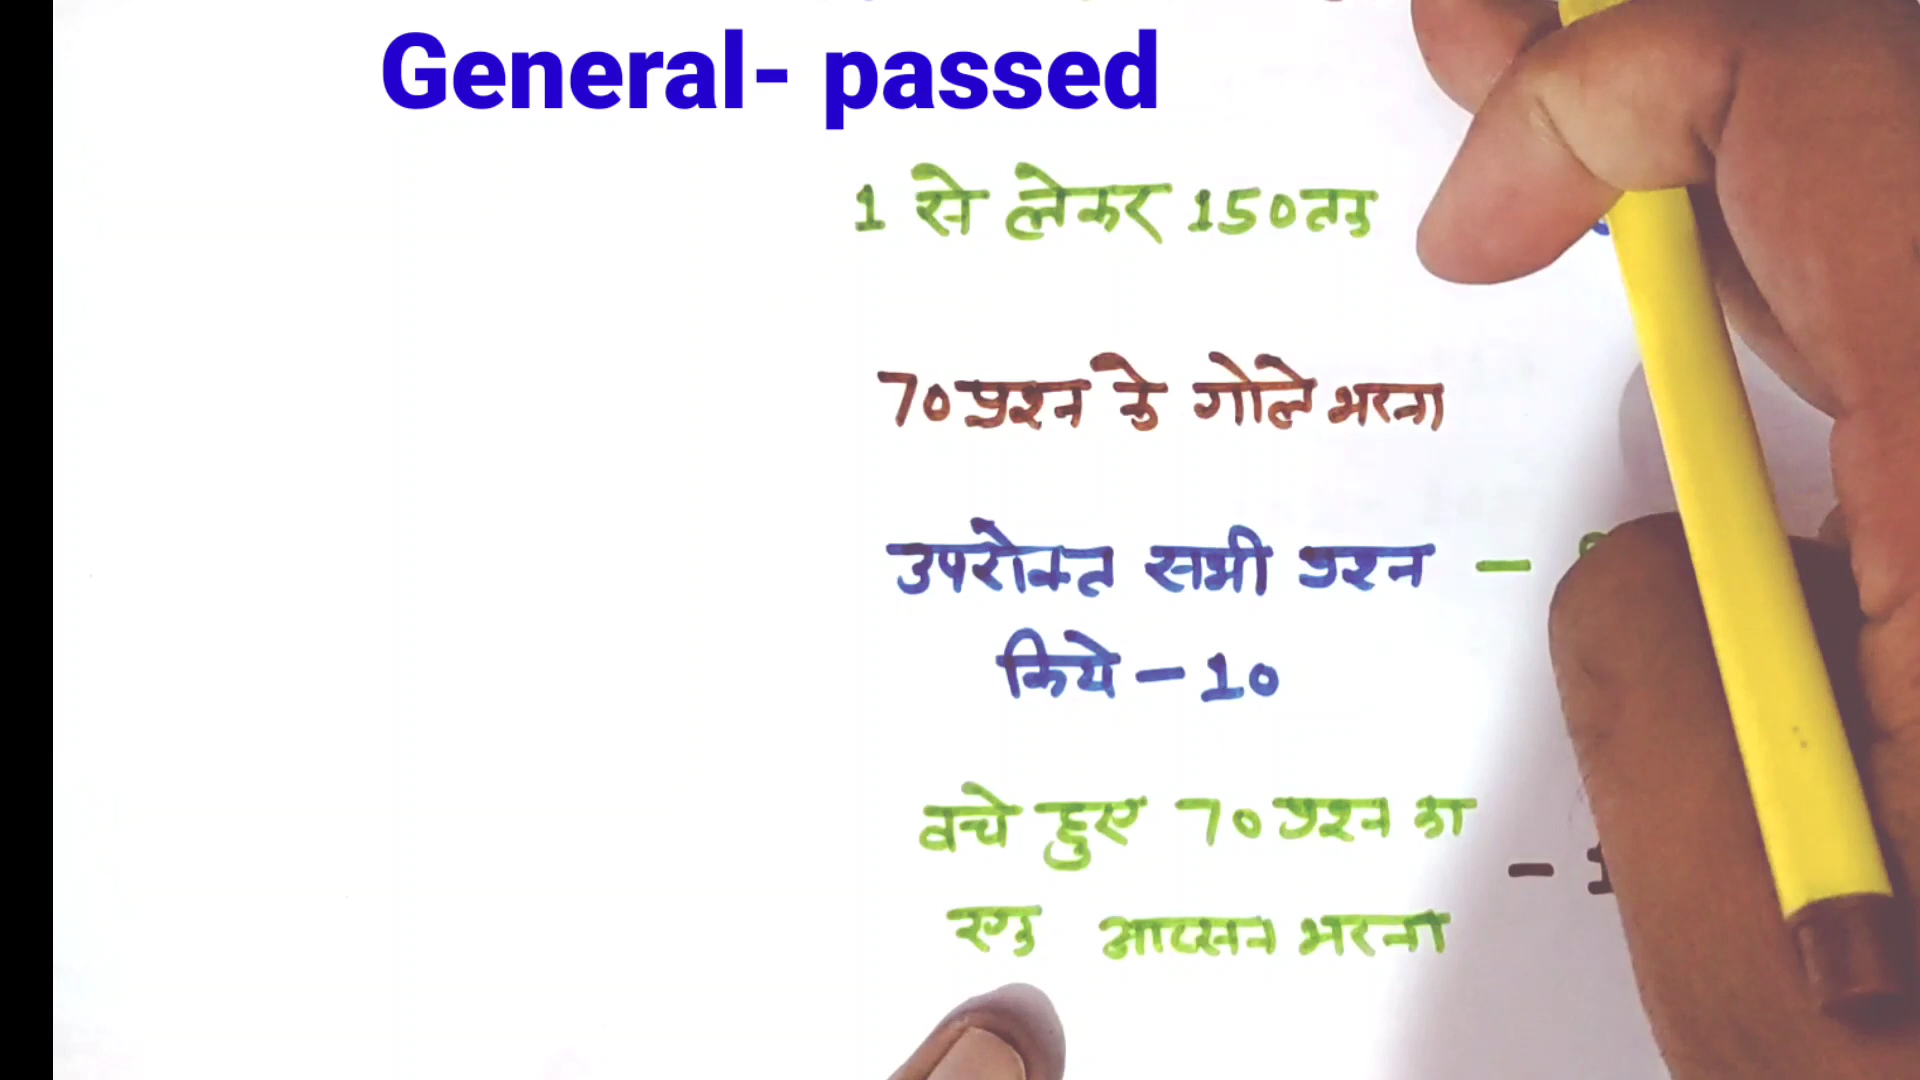 General- passed
1 से लेकर 150 तक
70 प्रश्न के गोले भरना
उपरोक्त सभी प्रश्न -
किये - 10
बचे हुए 70 प्रश्न का
एक आप्सन भरना